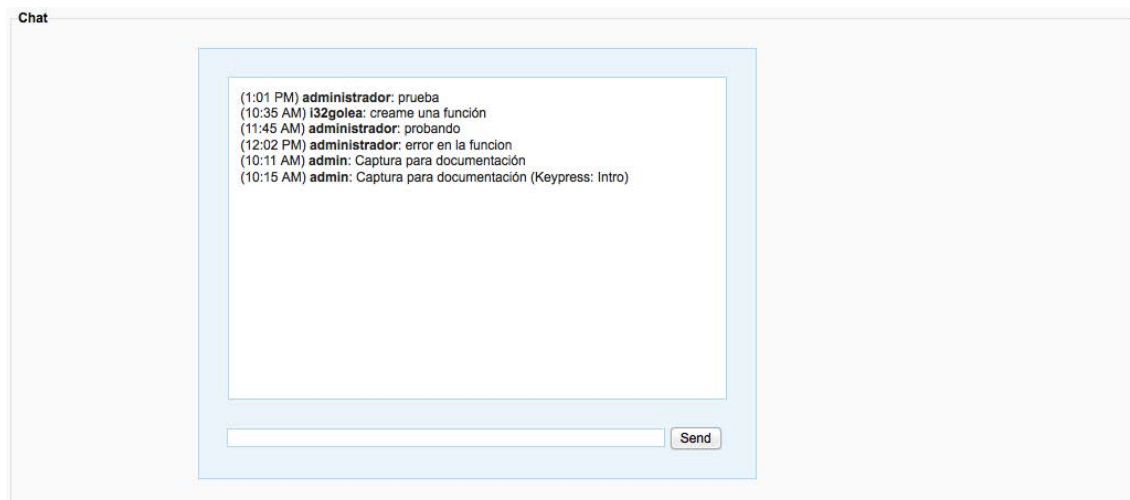 Chat
(1:01 PM) administrador: prueba
(10:35 AM) i32golea: creame una función
(11:45 AM) administrador: probando
(12:02 PM) administrador: error en la funcion
(10:11 AM) admin: Captura para documentación
(10:15 AM) admin: Captura para documentación (Keypress: Intro)
Send